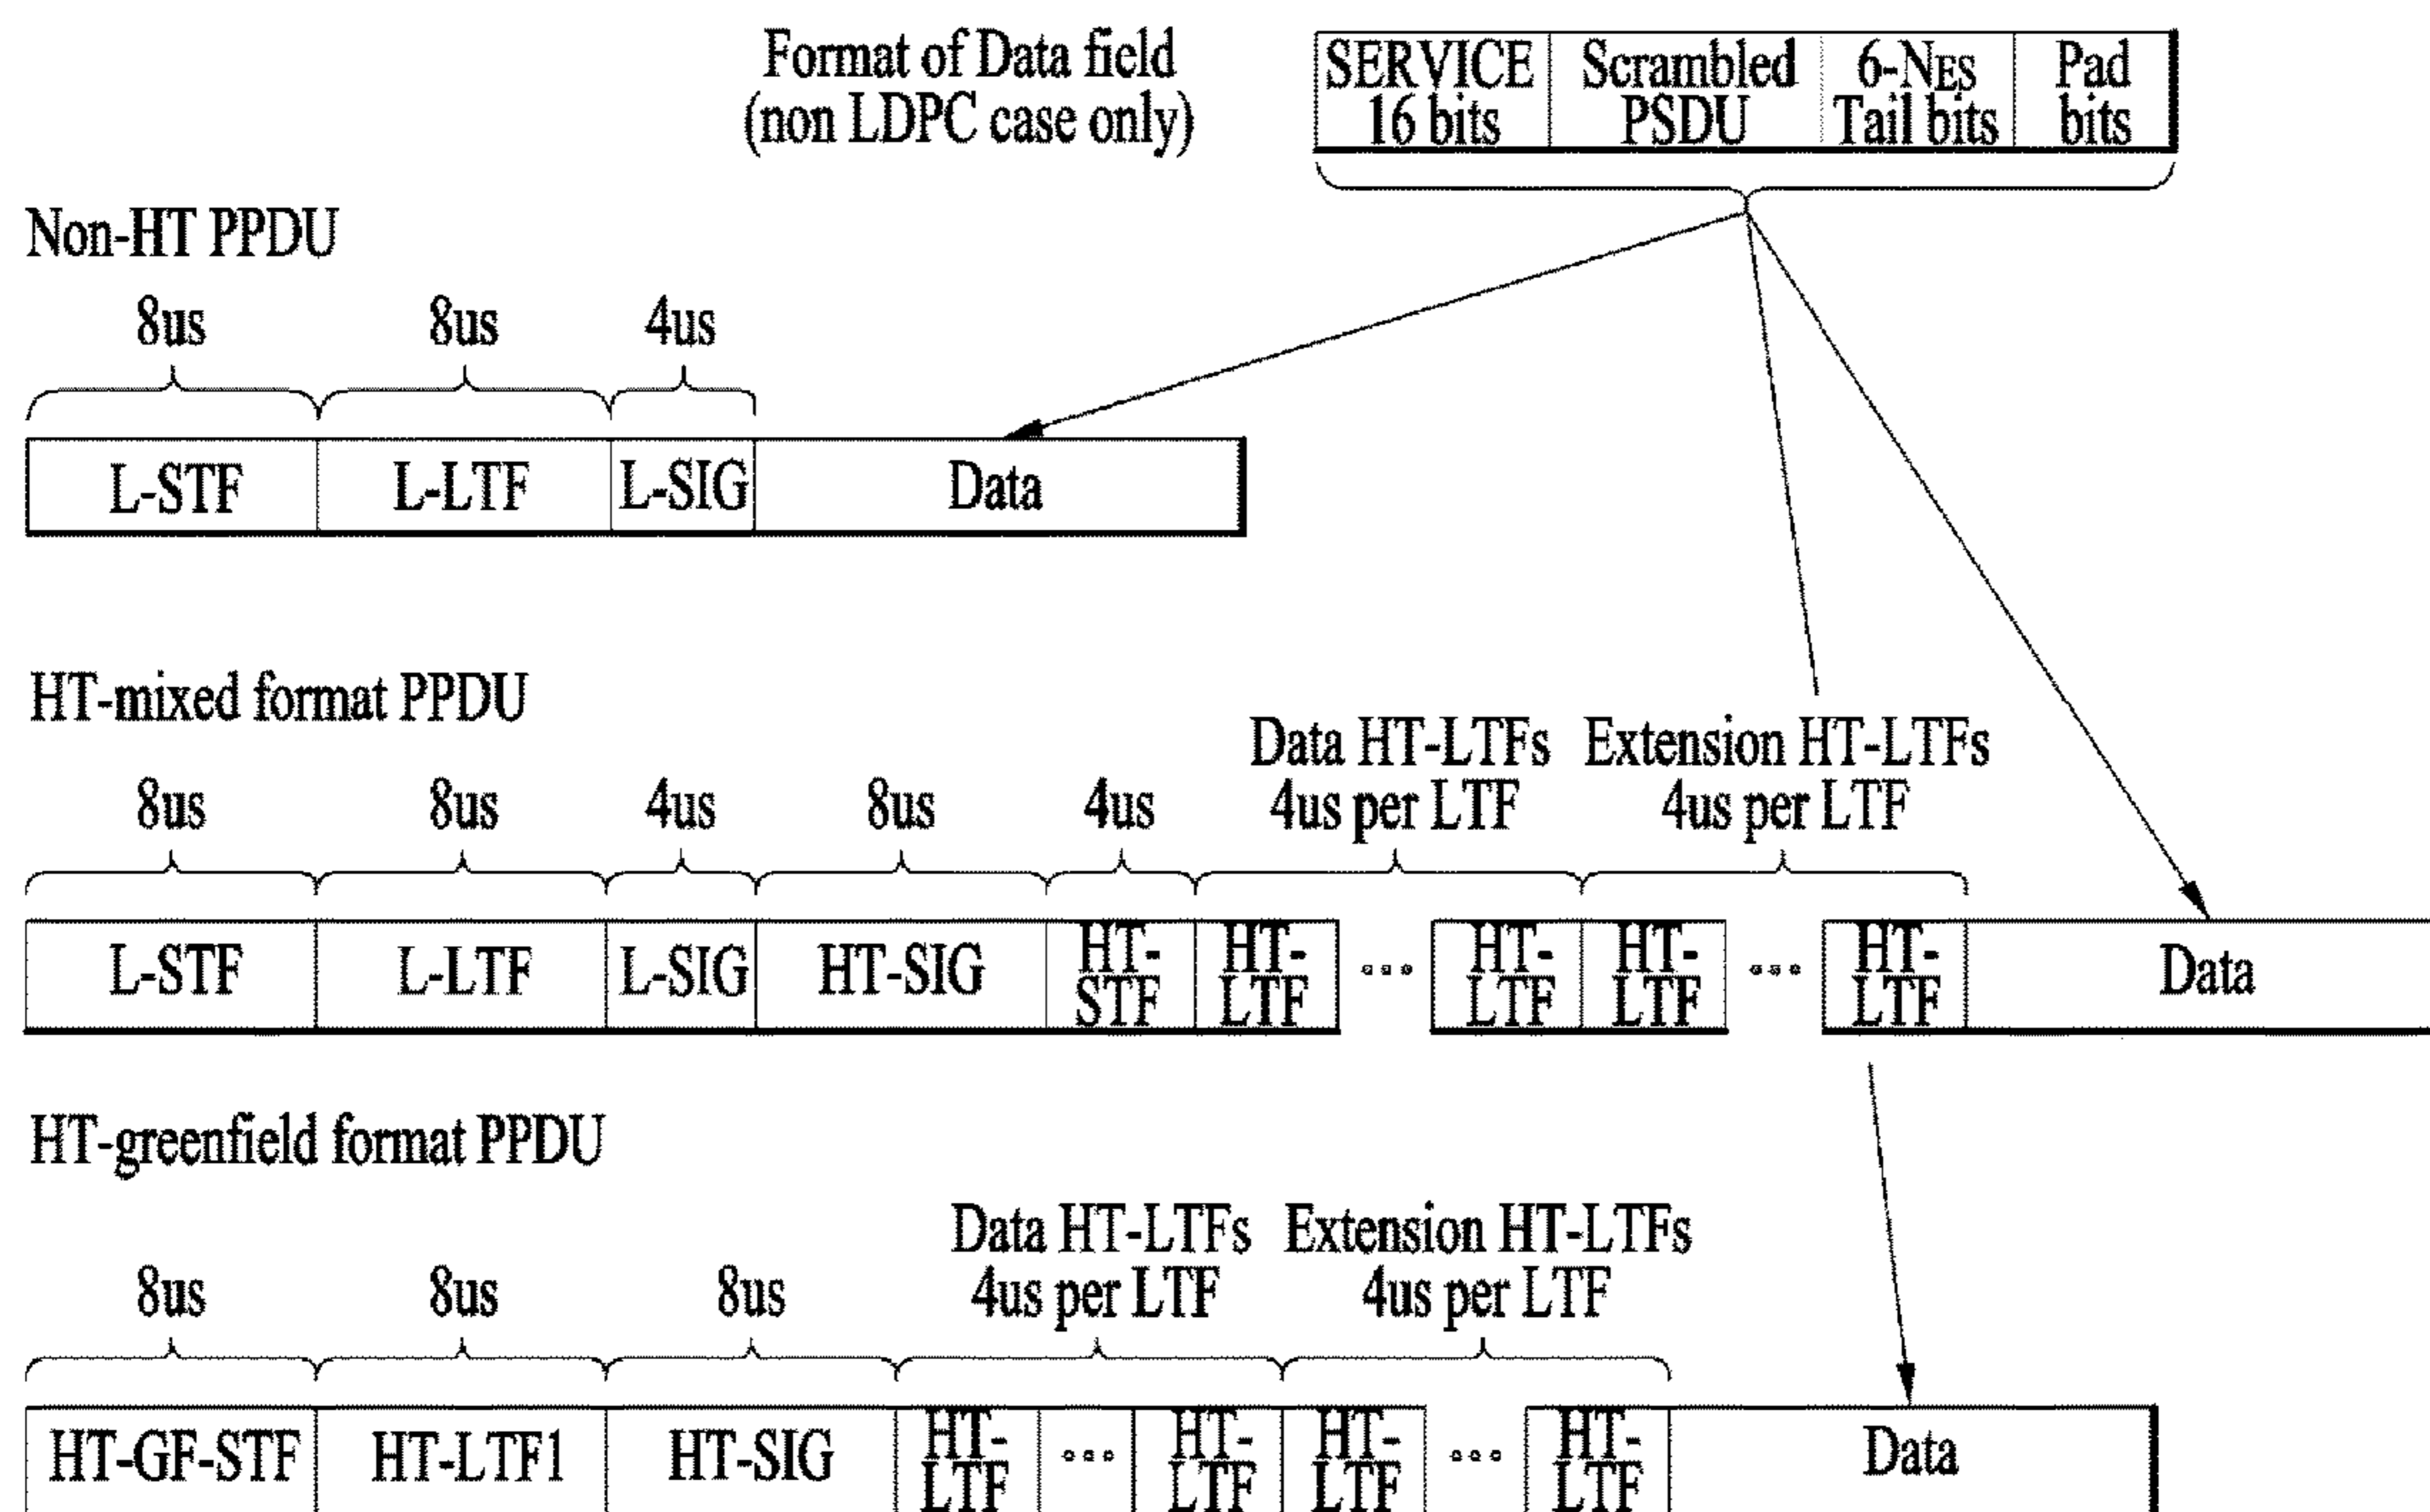 Format of Data field
(non LDPC case only)
SERVICE 16 bits
Scrambled PSDU
6-NES Tail bits
Pad bits
Non-HT PPDU
8us 8us 4us
L-STF L-LTF L-SIG Data
HT-mixed format PPDU
Data HT-LTFs Extension HT-LTFs
8us 8us 4us 8us 4us 4us per LTF 4us per LTF
L-STF L-LTF L-SIG HT-SIG HT-STF HT-LTF ... HT-LTF HT-LTF ... HT-LTF Data
HT-greenfield format PPDU
Data HT-LTFs Extension HT-LTFs
8us 8us 8us 4us per LTF 4us per LTF
HT-GF-STF HT-LTF1 HT-SIG HT-LTF ... HT-LTF HT-LTF ... HT-LTF Data